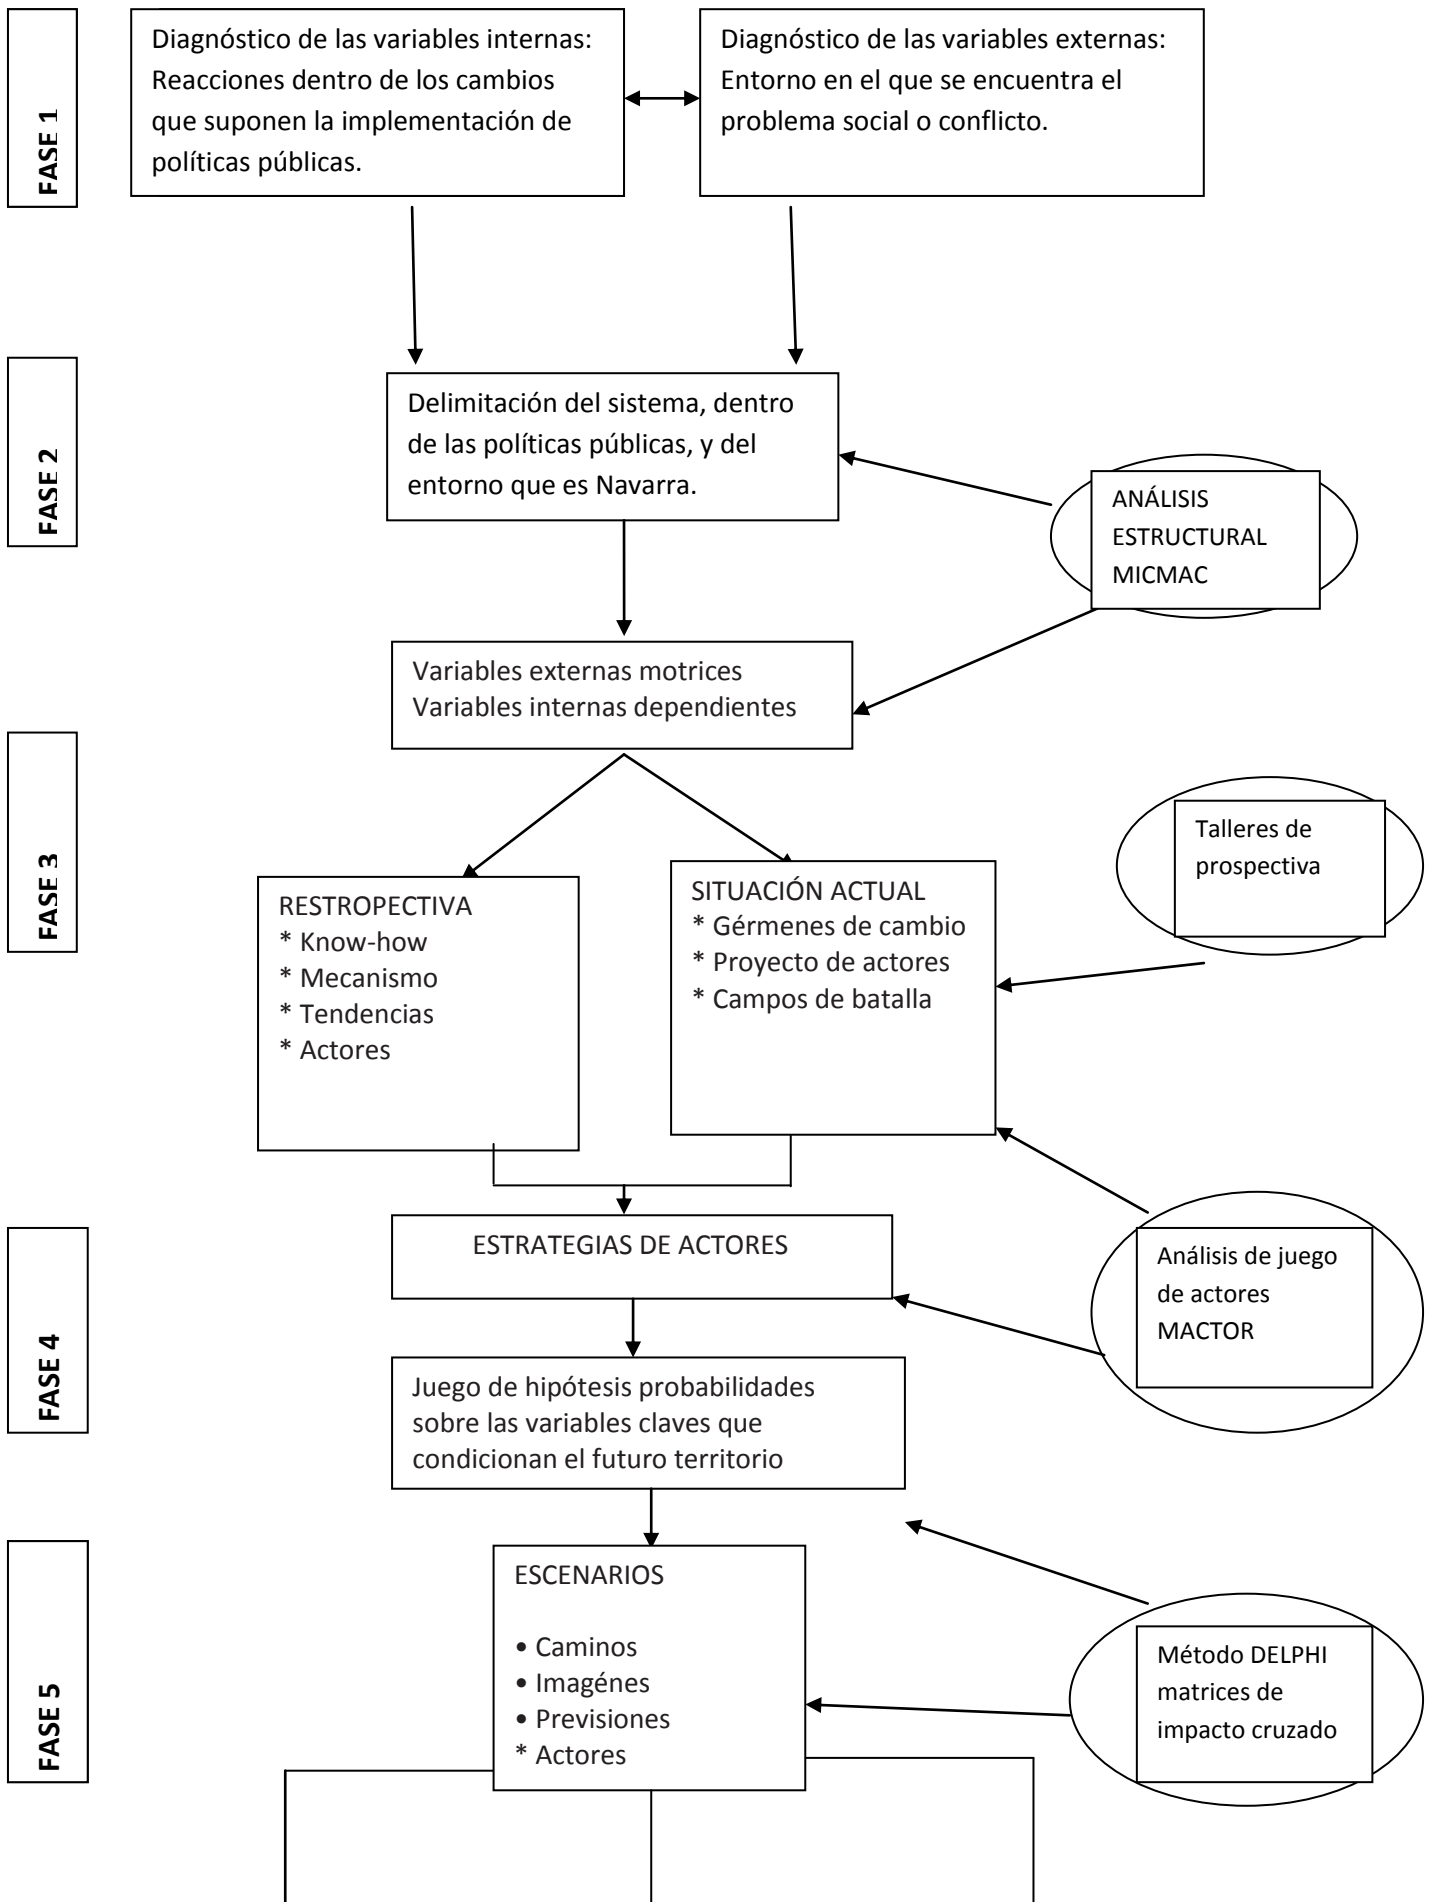 FASE 1
Diagnóstico de las variables internas:
Reacciones dentro de los cambios
que suponen la implementación de
políticas públicas.
Diagnóstico de las variables externas:
Entorno en el que se encuentra el
problema social o conflicto.
FASE 2
Delimitación del sistema, dentro
de las políticas públicas, y del
entorno que es Navarra.
ANÁLISIS
ESTRUCTURAL
MICMAC
Variables externas motrices
Variables internas dependientes
FASE 3
RESTROPECTIVA
* Know-how
* Mecanismo
* Tendencias
* Actores
SITUACIÓN ACTUAL
* Gérmenes de cambio
* Proyecto de actores
* Campos de batalla
Talleres de
prospectiva
FASE 4
ESTRATEGIAS DE ACTORES
Análisis de juego
de actores
MACTOR
Juego de hipótesis probabilidades
sobre las variables claves que
condicionan el futuro territorio
FASE 5
ESCENARIOS
• Caminos
• Imagénes
• Previsiones
* Actores
Método DELPHI
matrices de
impacto cruzado